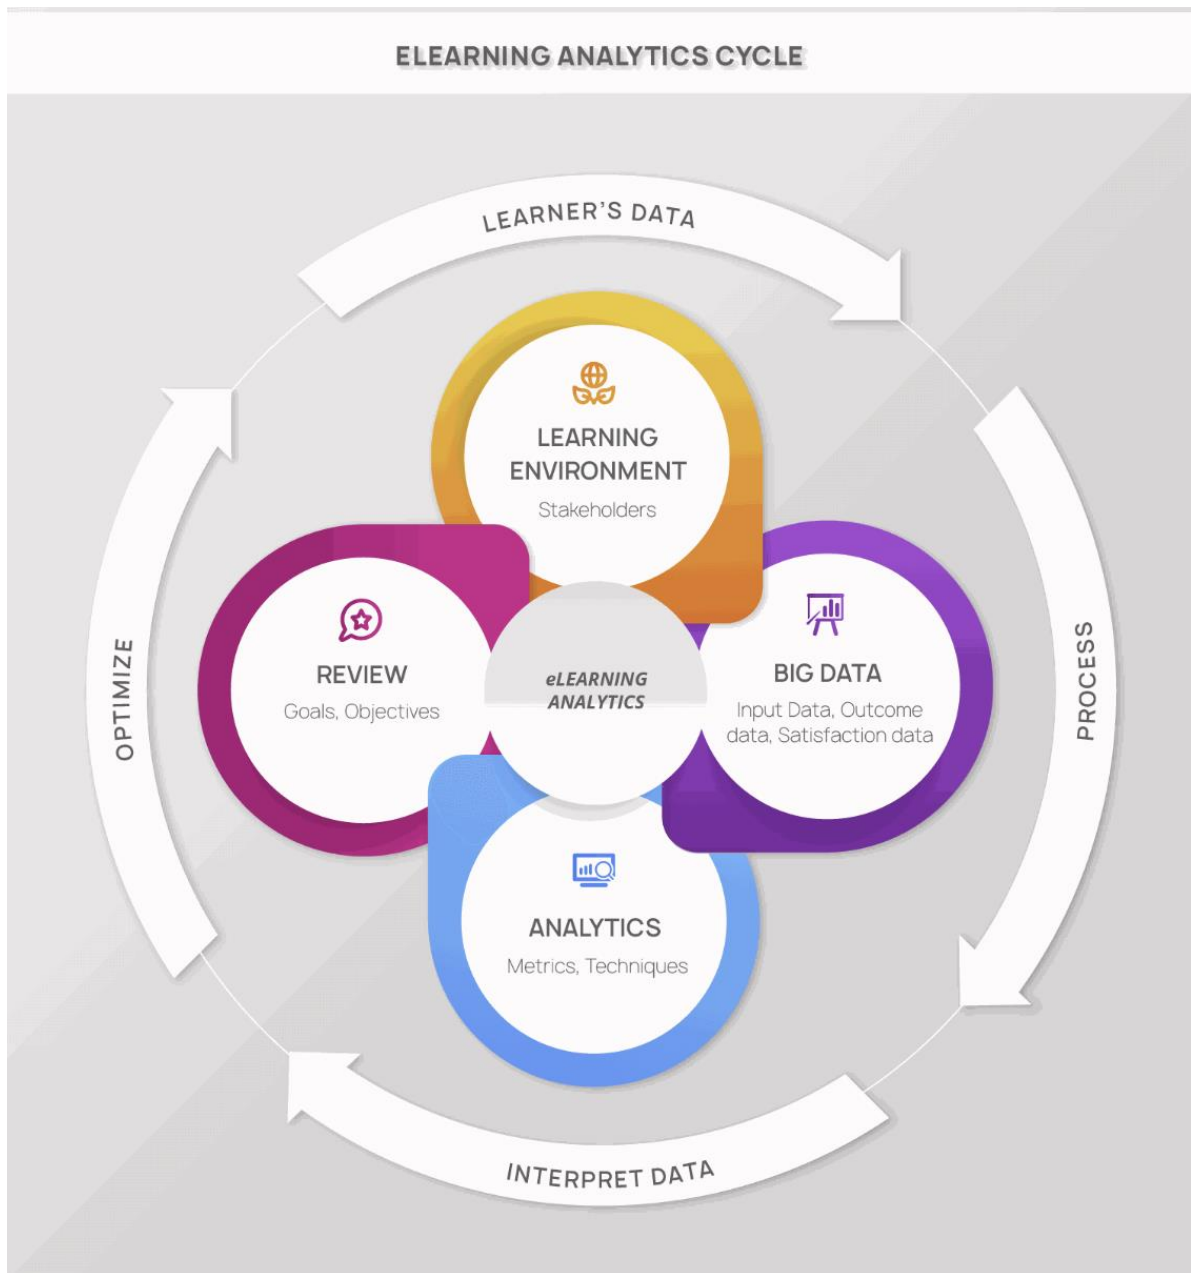 ELEARNING ANALYTICS CYCLE
LEARNER'S DATA
LEARNING
ENVIRONMENT
Stakeholders
REVIEW
Goals, Objectives
eLEARNING
ANALYTICS
BIG DATA
Input Data, Outcome
data, Satisfaction data
OPTIMIZE
PROCESS
ANALYTICS
Metrics, Techniques
INTERPRET DATA